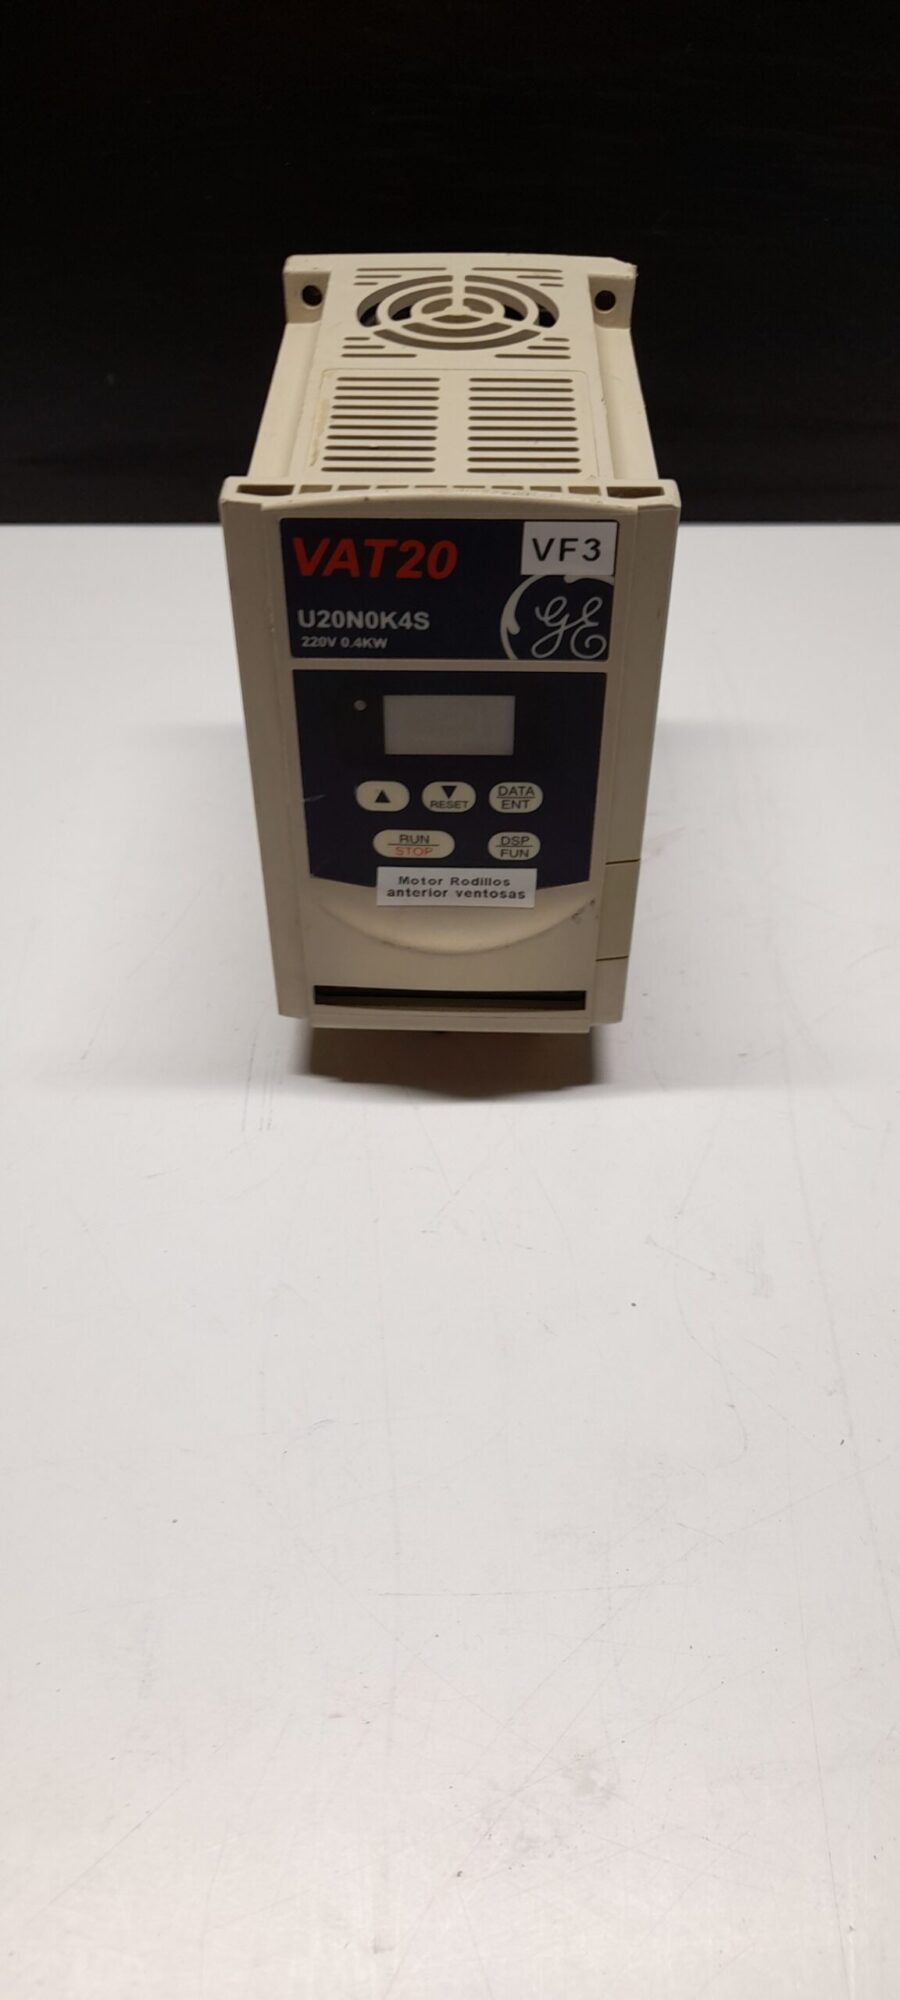 VAT20
VF3
U20N0K4S
GE
220V 0.4KW
▲
▼
RESET
DATA
ENT
RUN
STOP
DSP
FUN
Motor Rodillos
anterior ventosas